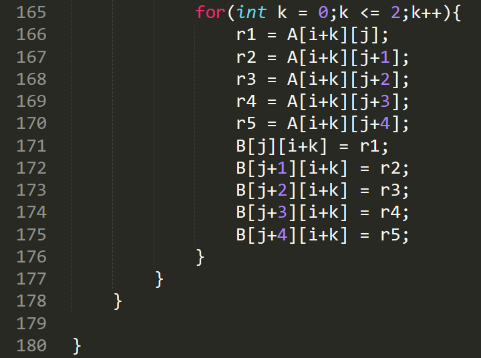 165 for(int k = 0;k <= 2;k++){
166 r1 = A[i+k][j];
167 r2 = A[i+k][j+1];
168 r3 = A[i+k][j+2];
169 r4 = A[i+k][j+3];
170 r5 = A[i+k][j+4];
171 B[j][i+k] = r1;
172 B[j+1][i+k] = r2;
173 B[j+2][i+k] = r3;
174 B[j+3][i+k] = r4;
175 B[j+4][i+k] = r5;
176 }
177 }
178 }
179
180 }